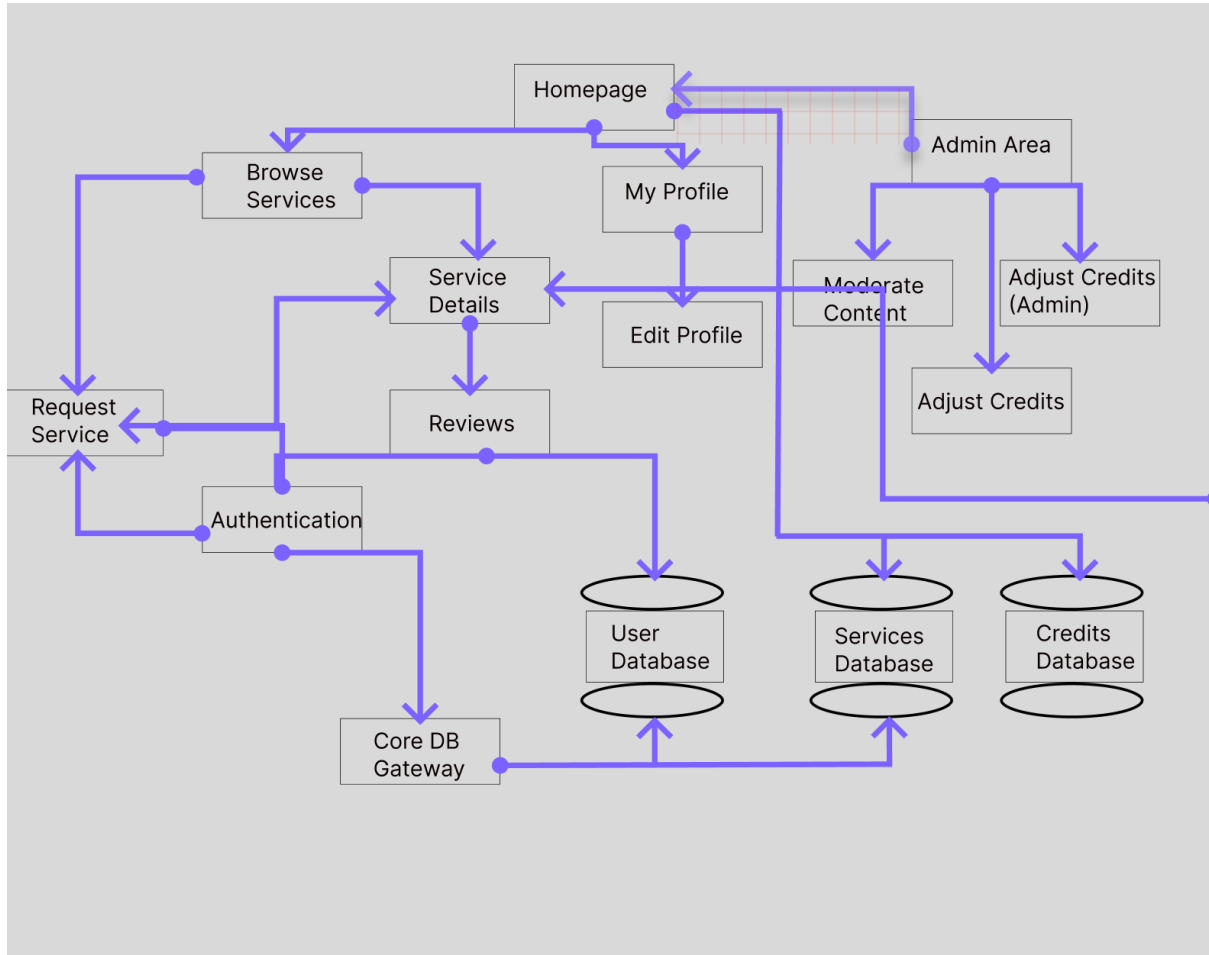 Homepage
Admin Area
Browse
Services
My Profile
Service
Details
Moderate
Content
Adjust Credits
(Admin)
Edit Profile
Request
Service
Reviews
Adjust Credits
Authentication
User
Database
Services
Database
Credits
Database
Core DB
Gateway